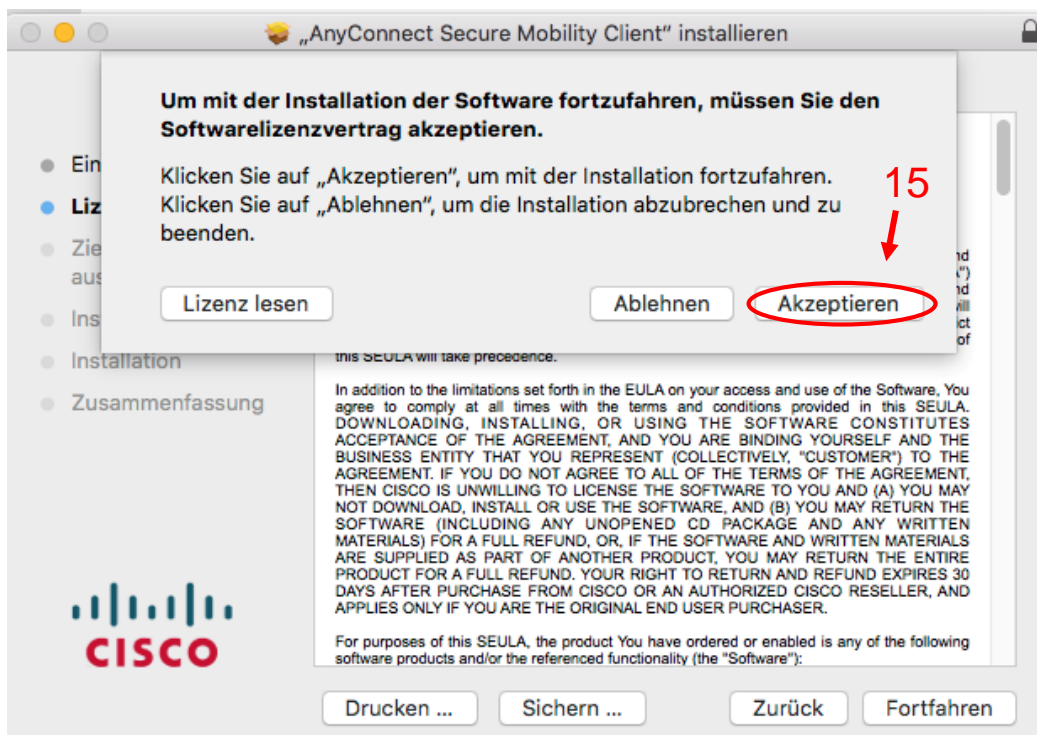 „AnyConnect Secure Mobility Client“ installieren
Um mit der Installation der Software fortzufahren, müssen Sie den
Softwarelizenzvertrag akzeptieren.
Klicken Sie auf „Akzeptieren“, um mit der Installation fortzufahren.
Klicken Sie auf „Ablehnen“, um die Installation abzubrechen und zu
beenden.
15
Lizenz lesen
Ablehnen
Akzeptieren
Ein
Liz
Zie
aus
Ins
Installation
Zusammenfassung
this SEULA will take precedence.
In addition to the limitations set forth in the EULA on your access and use of the Software, You
agree to comply at all times with the terms and conditions provided in this SEULA.
DOWNLOADING, INSTALLING, OR USING THE SOFTWARE CONSTITUTES
ACCEPTANCE OF THE AGREEMENT, AND YOU ARE BINDING YOURSELF AND THE
BUSINESS ENTITY THAT YOU REPRESENT (COLLECTIVELY, "CUSTOMER") TO THE
AGREEMENT. IF YOU DO NOT AGREE TO ALL OF THE TERMS OF THE AGREEMENT,
THEN CISCO IS UNWILLING TO LICENSE THE SOFTWARE TO YOU AND (A) YOU MAY
NOT DOWNLOAD, INSTALL OR USE THE SOFTWARE, AND (B) YOU MAY RETURN THE
SOFTWARE (INCLUDING ANY UNOPENED CD PACKAGE AND ANY WRITTEN
MATERIALS) FOR A FULL REFUND, OR, IF THE SOFTWARE AND WRITTEN MATERIALS
ARE SUPPLIED AS PART OF ANOTHER PRODUCT, YOU MAY RETURN THE ENTIRE
PRODUCT FOR A FULL REFUND. YOUR RIGHT TO RETURN AND REFUND EXPIRES 30
DAYS AFTER PURCHASE FROM CISCO OR AN AUTHORIZED CISCO RESELLER, AND
APPLIES ONLY IF YOU ARE THE ORIGINAL END USER PURCHASER.
For purposes of this SEULA, the product You have ordered or enabled is any of the following
software products and/or the referenced functionality (the "Software"):
CISCO
Drucken ...
Sichern ...
Zurück
Fortfahren